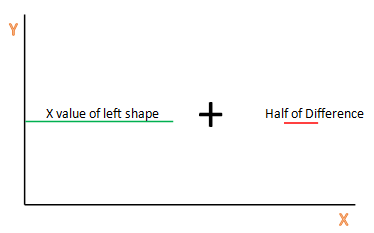 Y
X value of left shape + Half of Difference
X